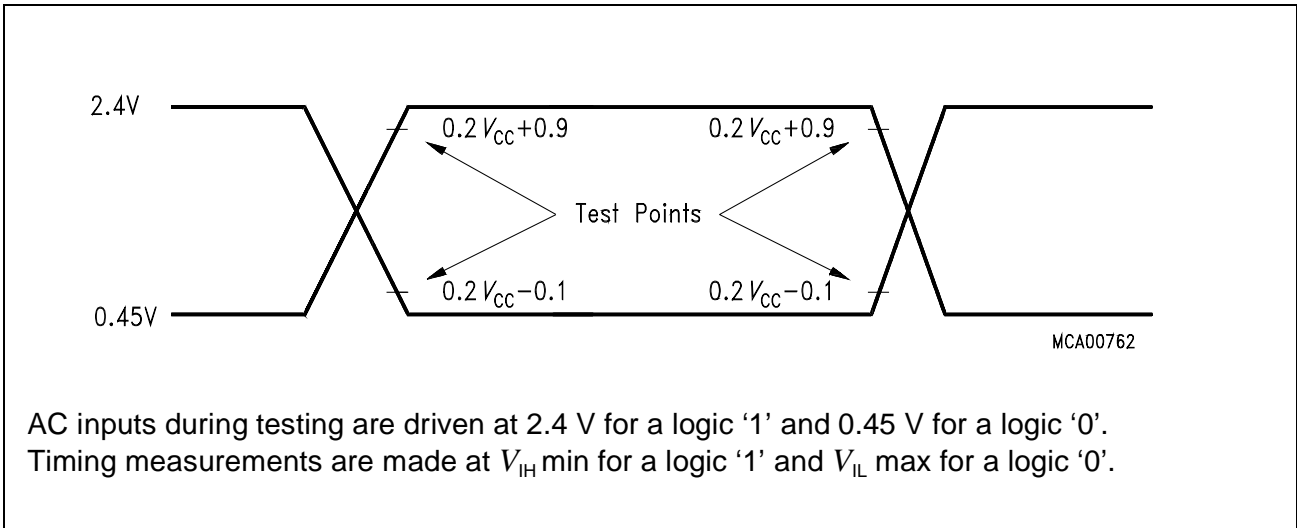 2.4V
0.2 VCC+0.9
0.2 VCC+0.9
Test Points
0.2 VCC−0.1
0.2 VCC−0.1
0.45V
MCA00762
AC inputs during testing are driven at 2.4 V for a logic ‘1’ and 0.45 V for a logic ‘0’.
Timing measurements are made at VIH min for a logic ‘1’ and VIL max for a logic ‘0’.